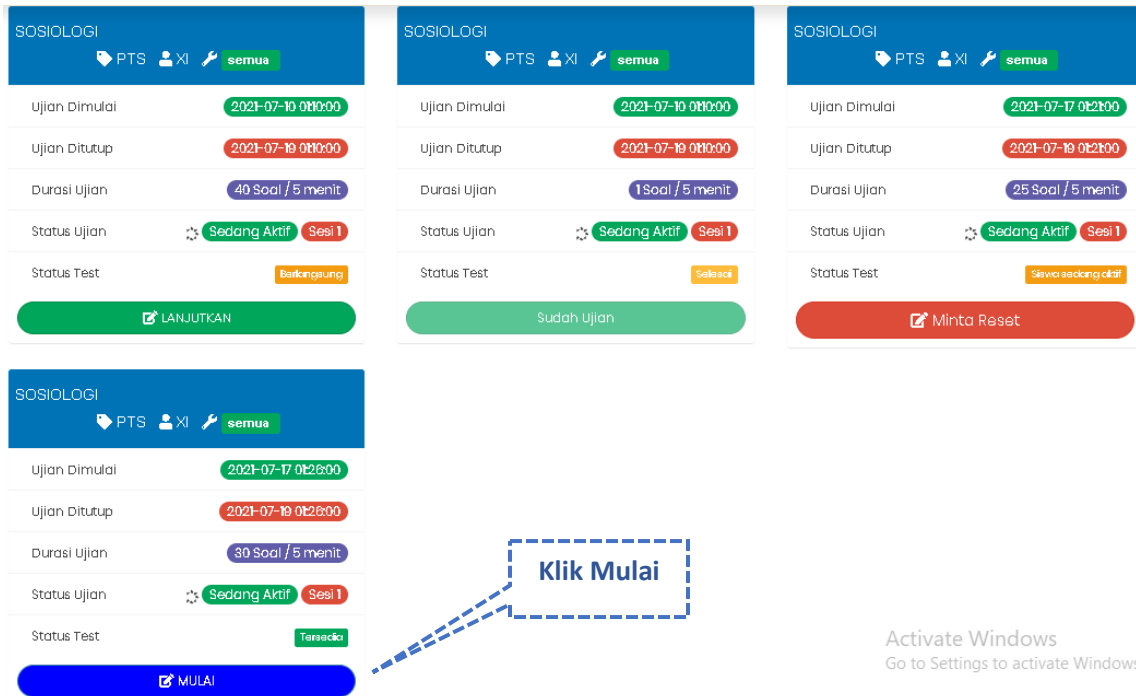 SOSIOLOGI
PTS XI semua
Ujian Dimulai 2021-07-10 01:10:00
Ujian Ditutup 2021-07-19 01:10:00
Durasi Ujian 40 Soal / 5 menit
Status Ujian Sedang Aktif Sesi 1
Status Test Berlangsung
LANJUTKAN
SOSIOLOGI
PTS XI semua
Ujian Dimulai 2021-07-10 01:10:00
Ujian Ditutup 2021-07-19 01:10:00
Durasi Ujian 1 Soal / 5 menit
Status Ujian Sedang Aktif Sesi 1
Status Test Selesai
Sudah Ujian
SOSIOLOGI
PTS XI semua
Ujian Dimulai 2021-07-17 01:21:00
Ujian Ditutup 2021-07-19 01:21:00
Durasi Ujian 25 Soal / 5 menit
Status Ujian Sedang Aktif Sesi 1
Status Test Siswa sedang aktif
Minta Reset
SOSIOLOGI
PTS XI semua
Ujian Dimulai 2021-07-17 01:26:00
Ujian Ditutup 2021-07-19 01:26:00
Durasi Ujian 30 Soal / 5 menit
Status Ujian Sedang Aktif Sesi 1
Status Test Tersedia
MULAI
Klik Mulai
Activate Windows
Go to Settings to activate Windows